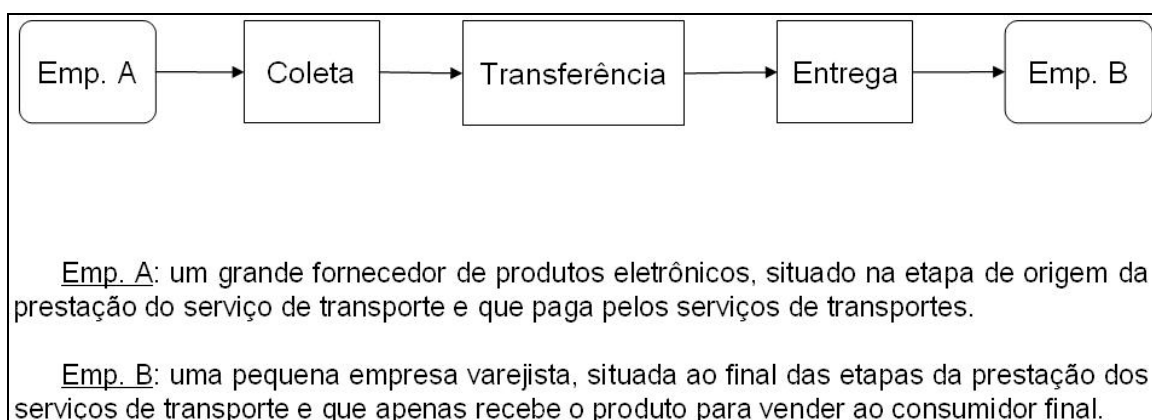 Emp. A Coleta Transferência Entrega Emp. B
Emp. A: um grande fornecedor de produtos eletrônicos, situado na etapa de origem da
prestação do serviço de transporte e que paga pelos serviços de transportes.
Emp. B: uma pequena empresa varejista, situada ao final das etapas da prestação dos
serviços de transporte e que apenas recebe o produto para vender ao consumidor final.